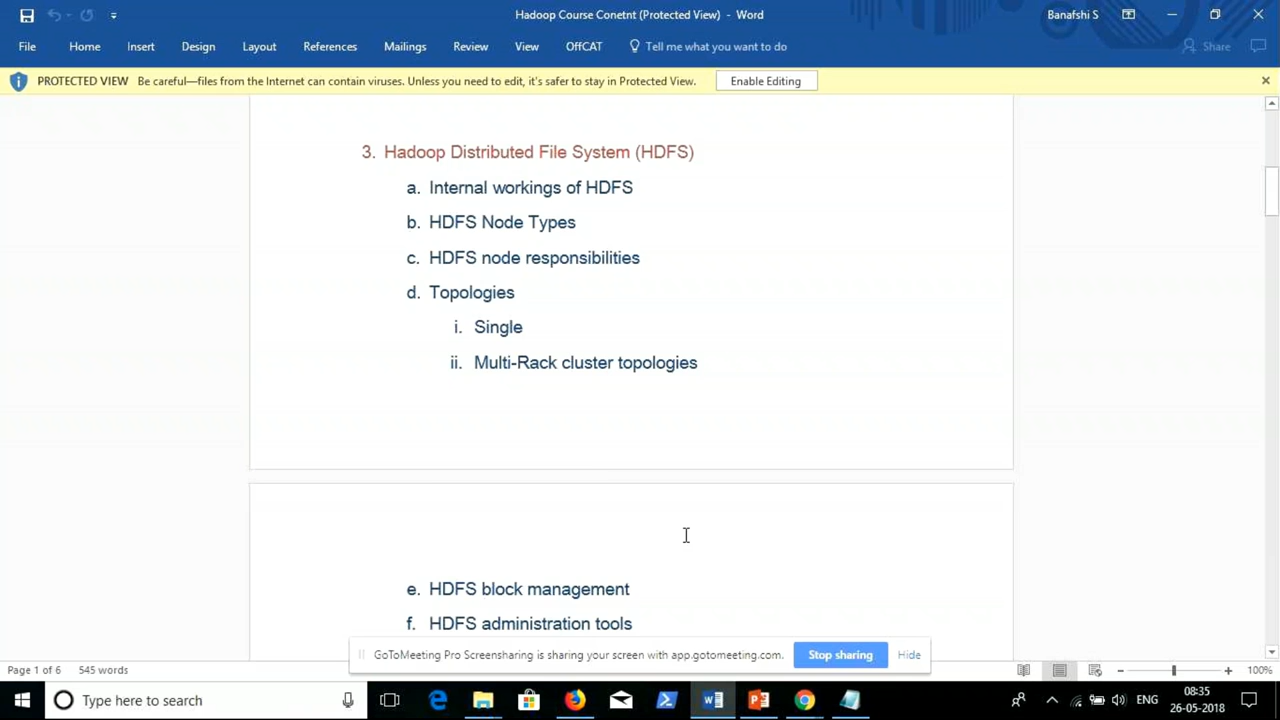 Hadoop Course Conetnt (Protected View) - Word
Banafshi S
File Home Insert Design Layout References Mailings Review View OffCAT Tell me what you want to do Share
PROTECTED VIEW Be careful—files from the Internet can contain viruses. Unless you need to edit, it's safer to stay in Protected View. Enable Editing
3. Hadoop Distributed File System (HDFS)
a. Internal workings of HDFS
b. HDFS Node Types
c. HDFS node responsibilities
d. Topologies
i. Single
ii. Multi-Rack cluster topologies
e. HDFS block management
f. HDFS administration tools
GoToMeeting Pro Screensharing is sharing your screen with app.gotomeeting.com. Stop sharing Hide
Page 1 of 6 545 words 100%
Type here to search ENG 08:35
26-05-2018